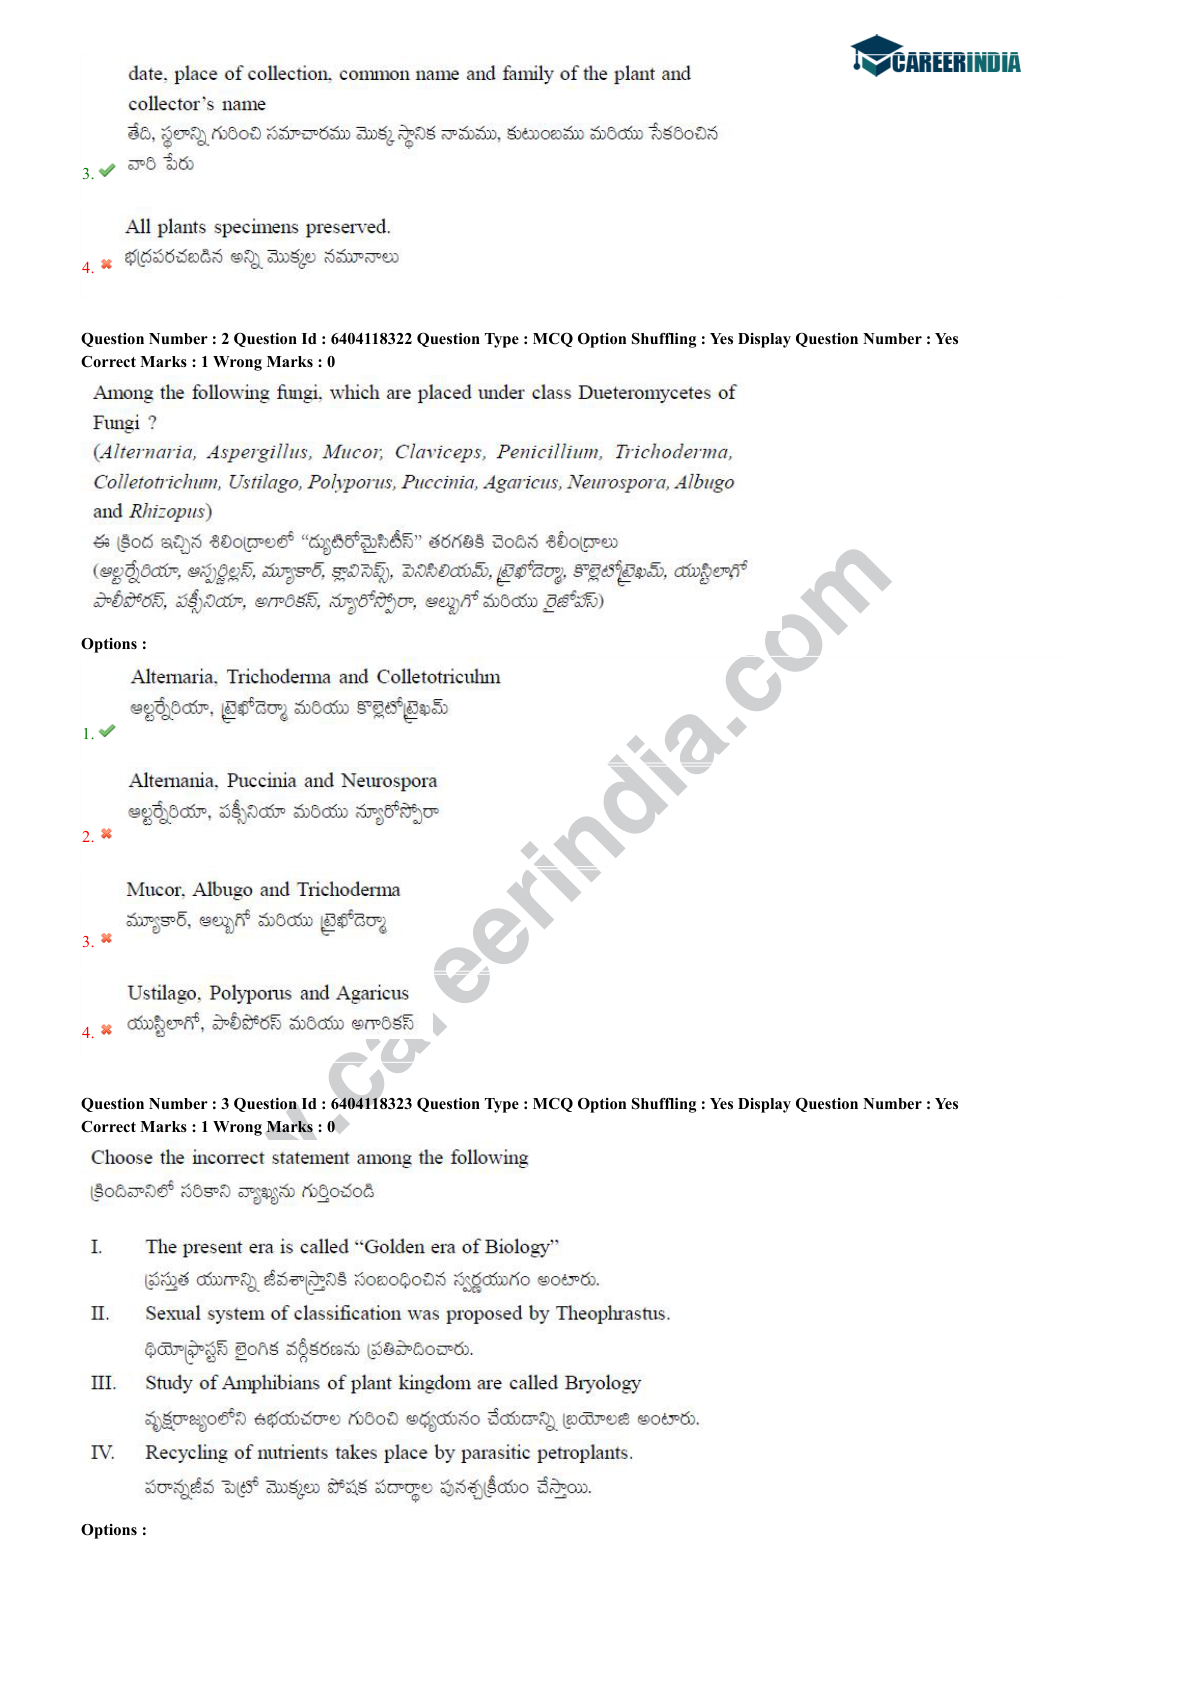 CAREERINDIA
date, place of collection, common name and family of the plant and
collector's name
తేది, స్థలాన్ని గురించి సమాచారము మొక్క స్థానిక నామము, కుటుంబము మరియు సేకరించిన
వారి పేరు
3.
All plants specimens preserved.
భద్రపరచబడిన అన్ని మొక్కల నమూనాలు
4.
Question Number : 2 Question Id : 6404118322 Question Type : MCQ Option Shuffling : Yes Display Question Number : Yes
Correct Marks : 1 Wrong Marks : 0
Among the following fungi, which are placed under class Dueteromycetes of
Fungi ?
(Alternaria, Aspergillus, Mucor, Claviceps, Penicillium, Trichoderma,
Colletotrichum, Ustilago, Polyporus, Puccinia, Agaricus, Neurospora, Albugo
and Rhizopus)
ఈ క్రింద ఇచ్చిన శిలింధ్రాలలో “ద్యుటిరోమైసిటీస్” తరగతికి చెందిన శిలీంధ్రాలు
(ఆల్టర్నేరియా, ఆస్పర్జిల్లస్, మ్యూకార్, క్లావిసెప్స్, పెనిసిలియమ్, ట్రైఖోడెర్మా, కొల్లెటోట్రైఖమ్, యుస్టిలాగో
పాలీపోరస్, పక్సీనియా, అగారికస్, న్యూరోస్పోరా, ఆల్బుగో మరియు రైజోపస్)
Options :
Alternaria, Trichoderma and Colletotricuhm
ఆల్టర్నేరియా, ట్రైఖోడెర్మా మరియు కొల్లెటోట్రైఖమ్
1.
Alternania, Puccinia and Neurospora
ఆల్టర్నేరియా, పక్సీనియా మరియు న్యూరోస్పోరా
2.
Mucor, Albugo and Trichoderma
మ్యూకార్, ఆల్బుగో మరియు ట్రైఖోడెర్మా
3.
Ustilago, Polyporus and Agaricus
యుస్టిలాగో, పాలీపోరస్ మరియు అగారికస్
4.
Question Number : 3 Question Id : 6404118323 Question Type : MCQ Option Shuffling : Yes Display Question Number : Yes
Correct Marks : 1 Wrong Marks : 0
Choose the incorrect statement among the following
క్రిందివానిలో సరికాని వ్యాఖ్యను గుర్తించండి
I. The present era is called “Golden era of Biology”
ప్రస్తుత యుగాన్ని జీవశాస్త్రానికి సంబంధించిన స్వర్ణయుగం అంటారు.
II. Sexual system of classification was proposed by Theophrastus.
థియోఫ్రాస్టస్ లైంగిక వర్గీకరణను ప్రతిపాదించారు.
III. Study of Amphibians of plant kingdom are called Bryology
వృక్షరాజ్యంలోని ఉభయచరాల గురించి అధ్యయనం చేయడాన్ని బ్రయోలజి అంటారు.
IV. Recycling of nutrients takes place by parasitic petroplants.
పరాన్నజీవ పెట్రో మొక్కలు పోషక పదార్థాల పునశ్చక్రీయం చేస్తాయి.
Options :